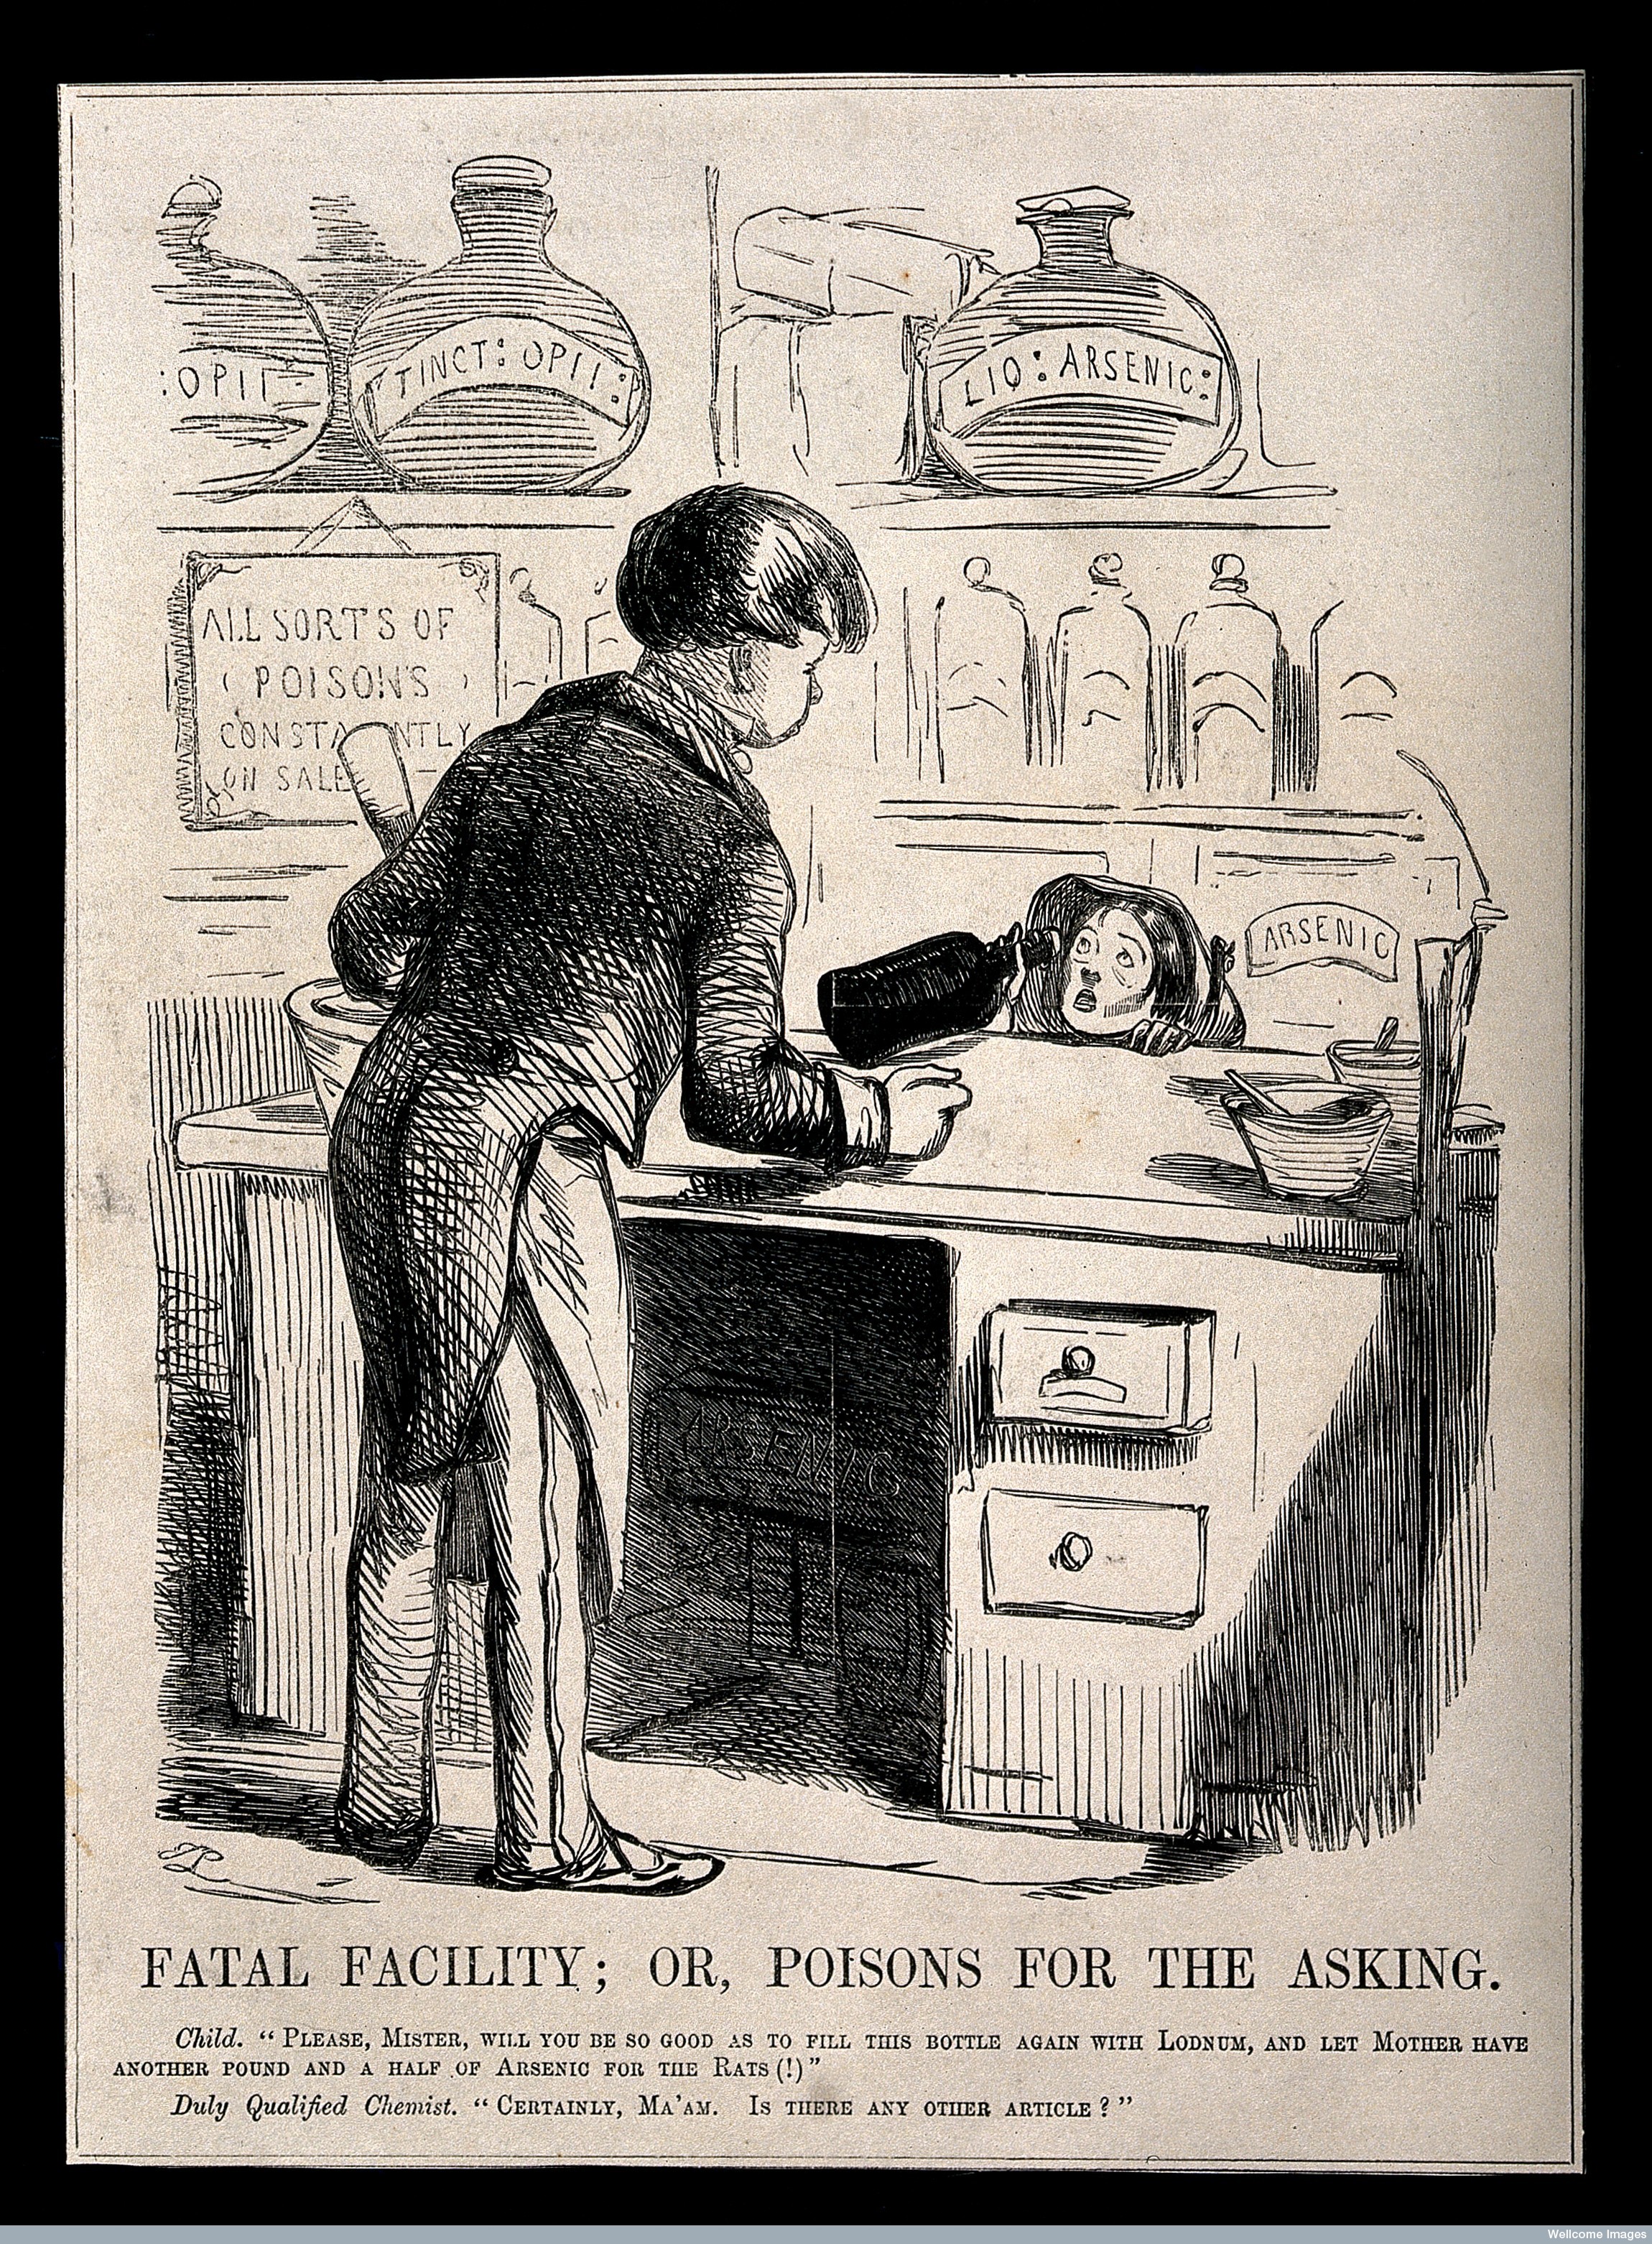 :OPII
TINCT: OPII:
LIQ: ARSENIC:
ALL SORTS OF
POISONS
CONSTANTLY
ON SALE
ARSENIC
ARSENIC
FATAL FACILITY; OR, POISONS FOR THE ASKING.
Child. “PLEASE, MISTER, WILL YOU BE SO GOOD AS TO FILL THIS BOTTLE AGAIN WITH LODNUM, AND LET MOTHER HAVE
ANOTHER POUND AND A HALF OF ARSENIC FOR THE RATS (!)”
Duly Qualified Chemist. “CERTAINLY, MA’AM. IS THERE ANY OTHER ARTICLE?”
Wellcome Images